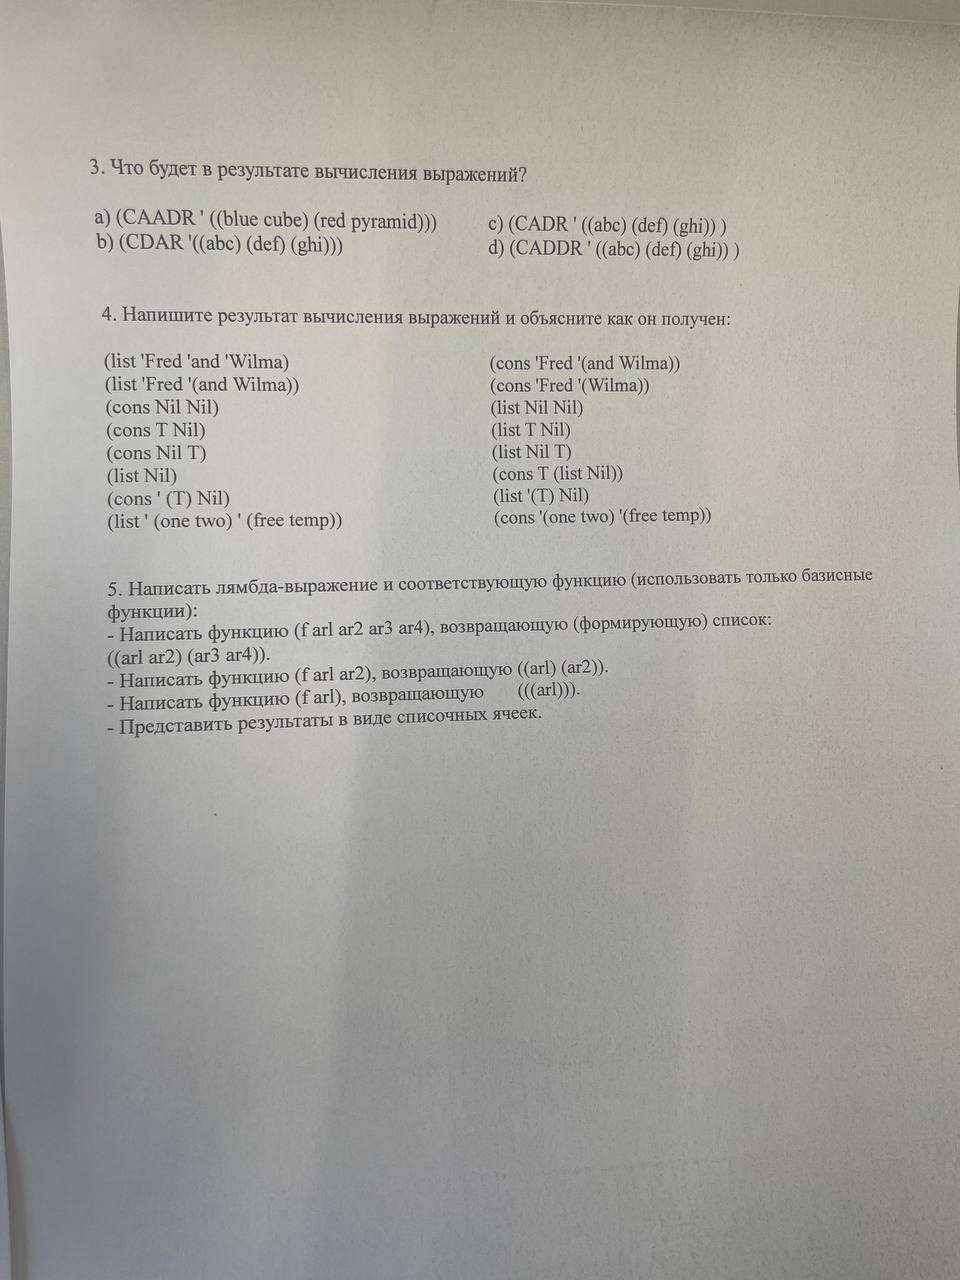 3. Что будет в результате вычисления выражений?
a) (CAADR ' ((blue cube) (red pyramid)))
b) (CDAR '((abc) (def) (ghi)))
c) (CADR ' ((abc) (def) (ghi)) )
d) (CADDR ' ((abc) (def) (ghi)) )
4. Напишите результат вычисления выражений и объясните как он получен:
(list 'Fred 'and 'Wilma)
(list 'Fred '(and Wilma))
(cons Nil Nil)
(cons T Nil)
(cons Nil T)
(list Nil)
(cons ' (T) Nil)
(list ' (one two) ' (free temp))
(cons 'Fred '(and Wilma))
(cons 'Fred '(Wilma))
(list Nil Nil)
(list T Nil)
(list Nil T)
(cons T (list Nil))
(list '(T) Nil)
(cons '(one two) '(free temp))
5. Написать лямбда-выражение и соответствующую функцию (использовать только базисные
функции):
- Написать функцию (f arl ar2 ar3 ar4), возвращающую (формирующую) список:
((arl ar2) (ar3 ar4)).
- Написать функцию (f arl ar2), возвращающую ((arl) (ar2)).
- Написать функцию (f arl), возвращающую (((arl))).
- Представить результаты в виде списочных ячеек.